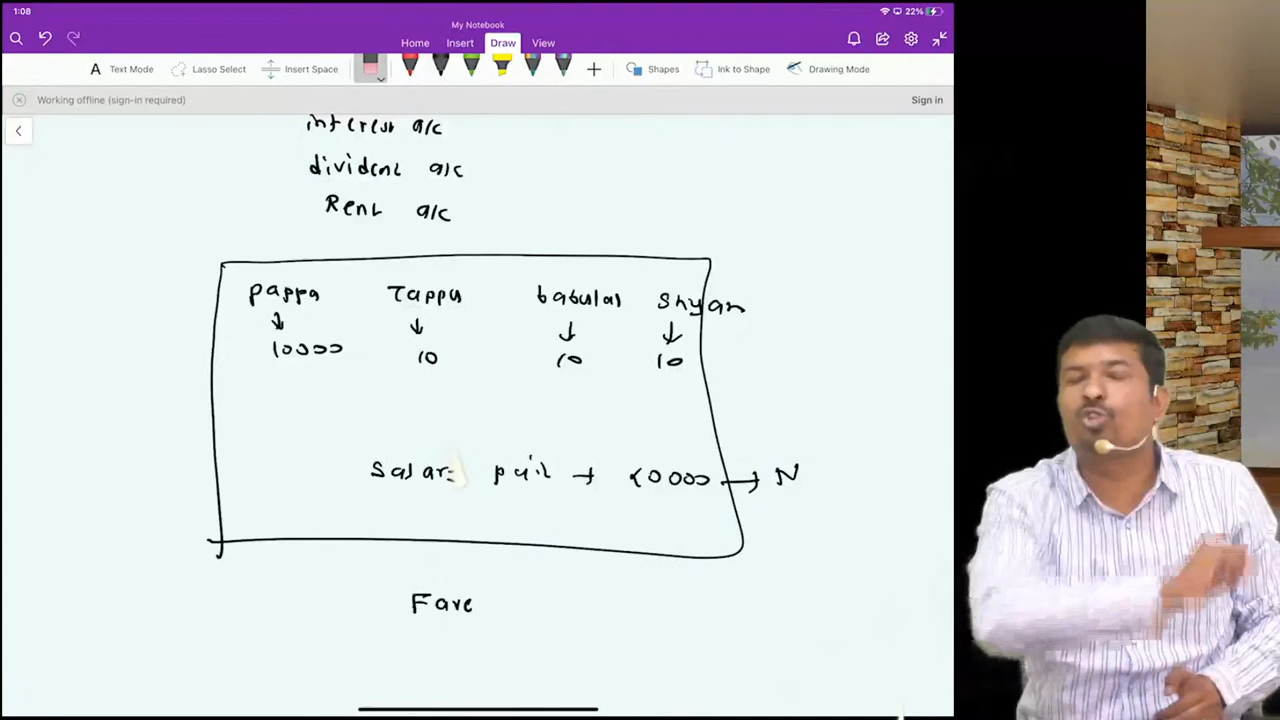 1:08
22%
My Notebook
Home Insert Draw View
Text Mode Lasso Select Insert Space Shapes Ink to Shape Drawing Mode
Working offline (sign-in required) Sign in
interest a/c
dividend a/c
Rent a/c
pappu Tappu babulal Shyam
10000 10 10 10
Salary paid → 10000 → N
Fare